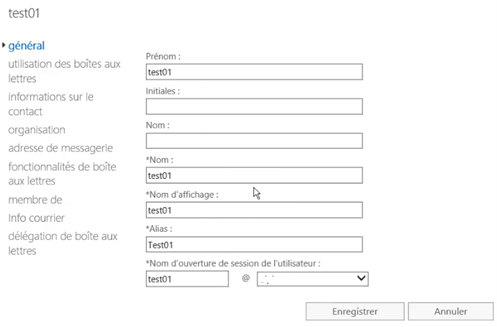 test01
général
utilisation des boîtes aux
lettres
informations sur le
contact
organisation
adresse de messagerie
fonctionnalités de boîte
aux lettres
membre de
Info courrier
délégation de boîte aux
lettres
Prénom :
test01
Initiales :
Nom :
*Nom :
test01
*Nom d'affichage :
test01
*Alias :
Test01
*Nom d'ouverture de session de l'utilisateur :
test01 @
Enregistrer Annuler